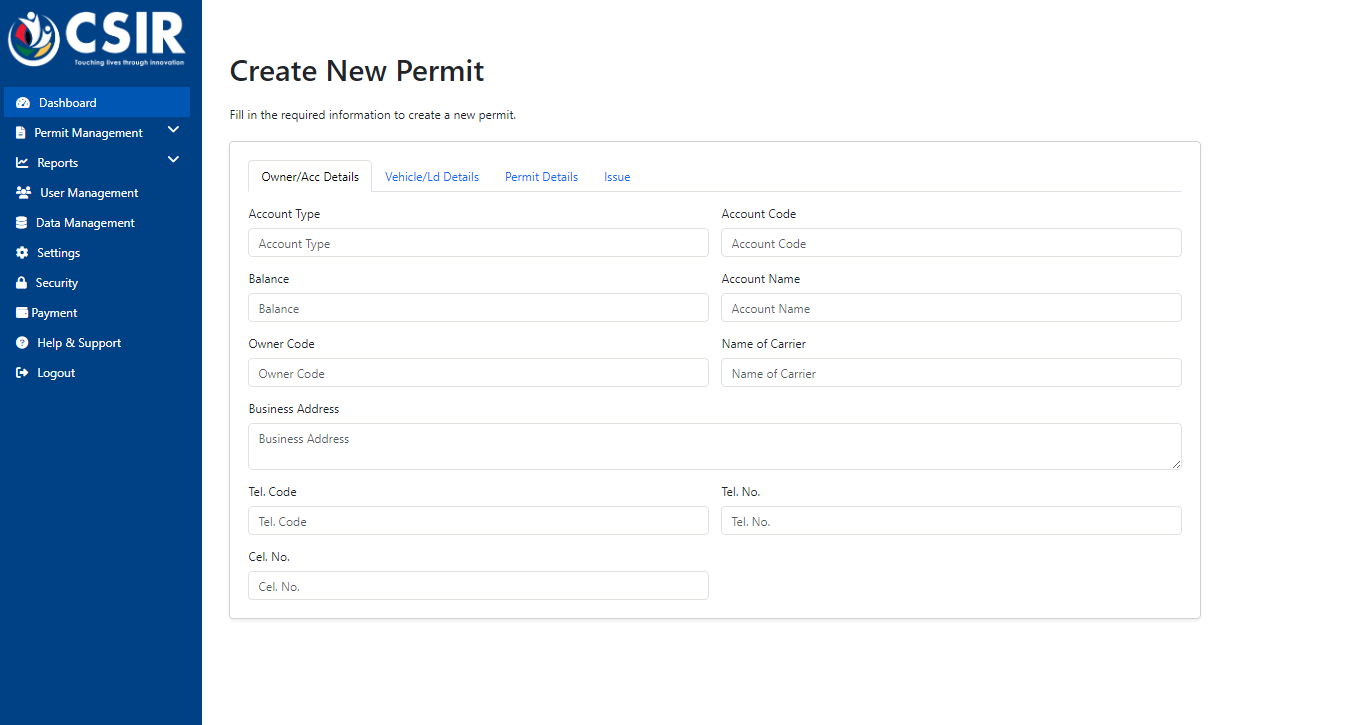 CSIR
Touching lives through innovation
Dashboard
Permit Management
Reports
User Management
Data Management
Settings
Security
Payment
Help & Support
Logout
Create New Permit
Fill in the required information to create a new permit.
Owner/Acc Details Vehicle/Ld Details Permit Details Issue
Account Type Account Code
Account Type Account Code
Balance Account Name
Balance Account Name
Owner Code Name of Carrier
Owner Code Name of Carrier
Business Address
Business Address
Tel. Code Tel. No.
Tel. Code Tel. No.
Cel. No.
Cel. No.